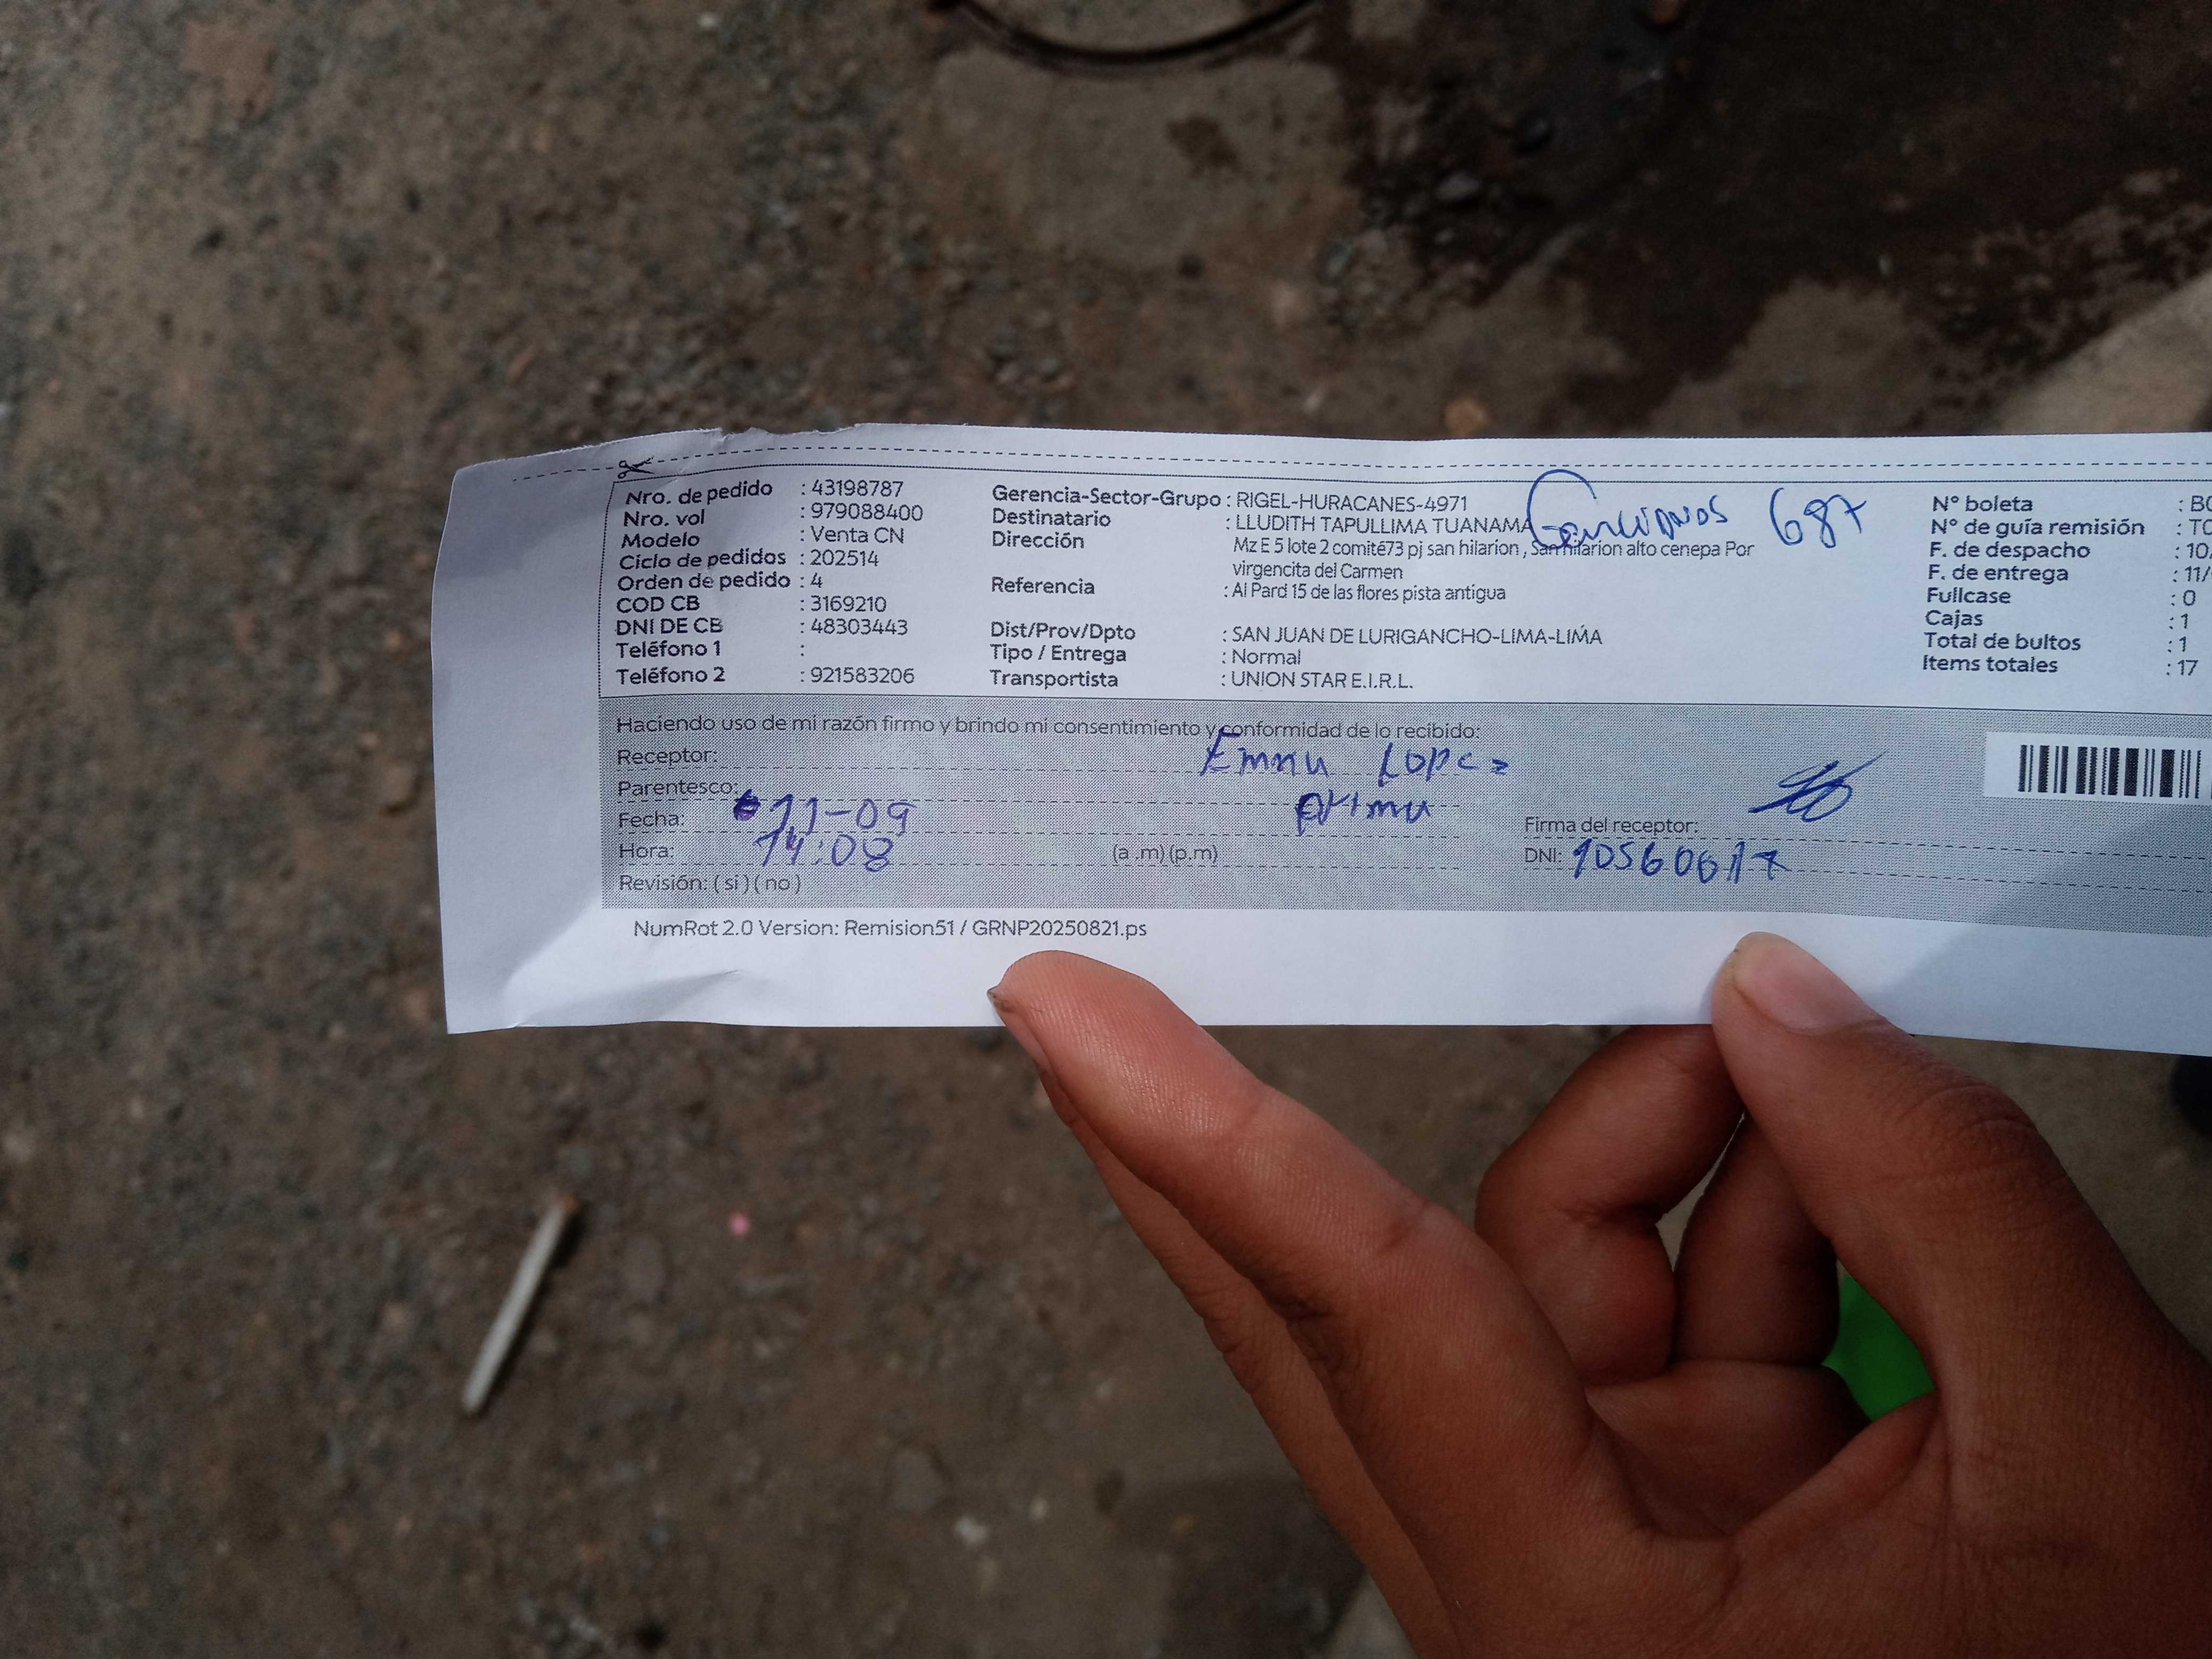 Nro. de pedido : 43198787
Nro. vol : 979088400
Modelo : Venta CN
Ciclo de pedidos : 202514
Orden de pedido : 4
COD CB : 3169210
DNI DE CB : 48303443
Teléfono 1 :
Teléfono 2 : 921583206
Gerencia-Sector-Grupo : RIGEL-HURACANES-4971
Destinatario : LLUDITH TAPULLIMA TUANAMA
687
Dirección Mz E 5 lote 2 comité73 pj san hilarion , San hilarion alto cenepa Por
virgencita del Carmen
Referencia : Al Pard 15 de las flores pista antigua
Dist/Prov/Dpto : SAN JUAN DE LURIGANCHO-LIMA-LIMA
Tipo / Entrega : Normal
Transportista : UNION STAR E.I.R.L.
N° boleta : B
N° de guía remisión : T
F. de despacho : 10
F. de entrega : 11/
Fullcase : 0
Cajas : 1
Total de bultos : 1
Items totales : 17
Haciendo uso de mi razón firmo y brindo mi consentimiento y conformidad de lo recibido:
Receptor: Emnu Lopez
Parentesco: prima
Fecha: 11-09
Hora: 14:08 (a .m) (p.m)
Revisión: ( si ) ( no )
Firma del receptor:
DNI: 10560617
NumRot 2.0 Version: Remision51 / GRNP20250821.ps